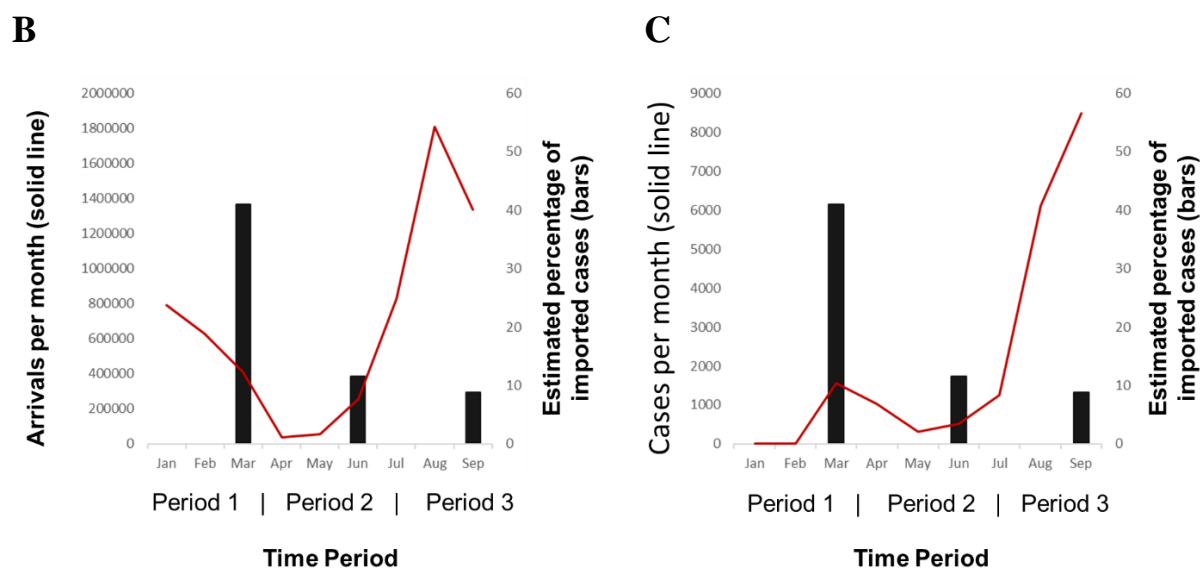 B
Arrivals per month (solid line)
2000000
1800000
1600000
1400000
1200000
1000000
800000
600000
400000
200000
0
60
50
40
30
20
10
0
Estimated percentage of
imported cases (bars)
Jan Feb Mar Apr May Jun Jul Aug Sep
Period 1 | Period 2 | Period 3
Time Period
C
Cases per month (solid line)
9000
8000
7000
6000
5000
4000
3000
2000
1000
0
60
50
40
30
20
10
0
Estimated percentage of
imported cases (bars)
Jan Feb Mar Apr May Jun Jul Aug Sep
Period 1 | Period 2 | Period 3
Time Period